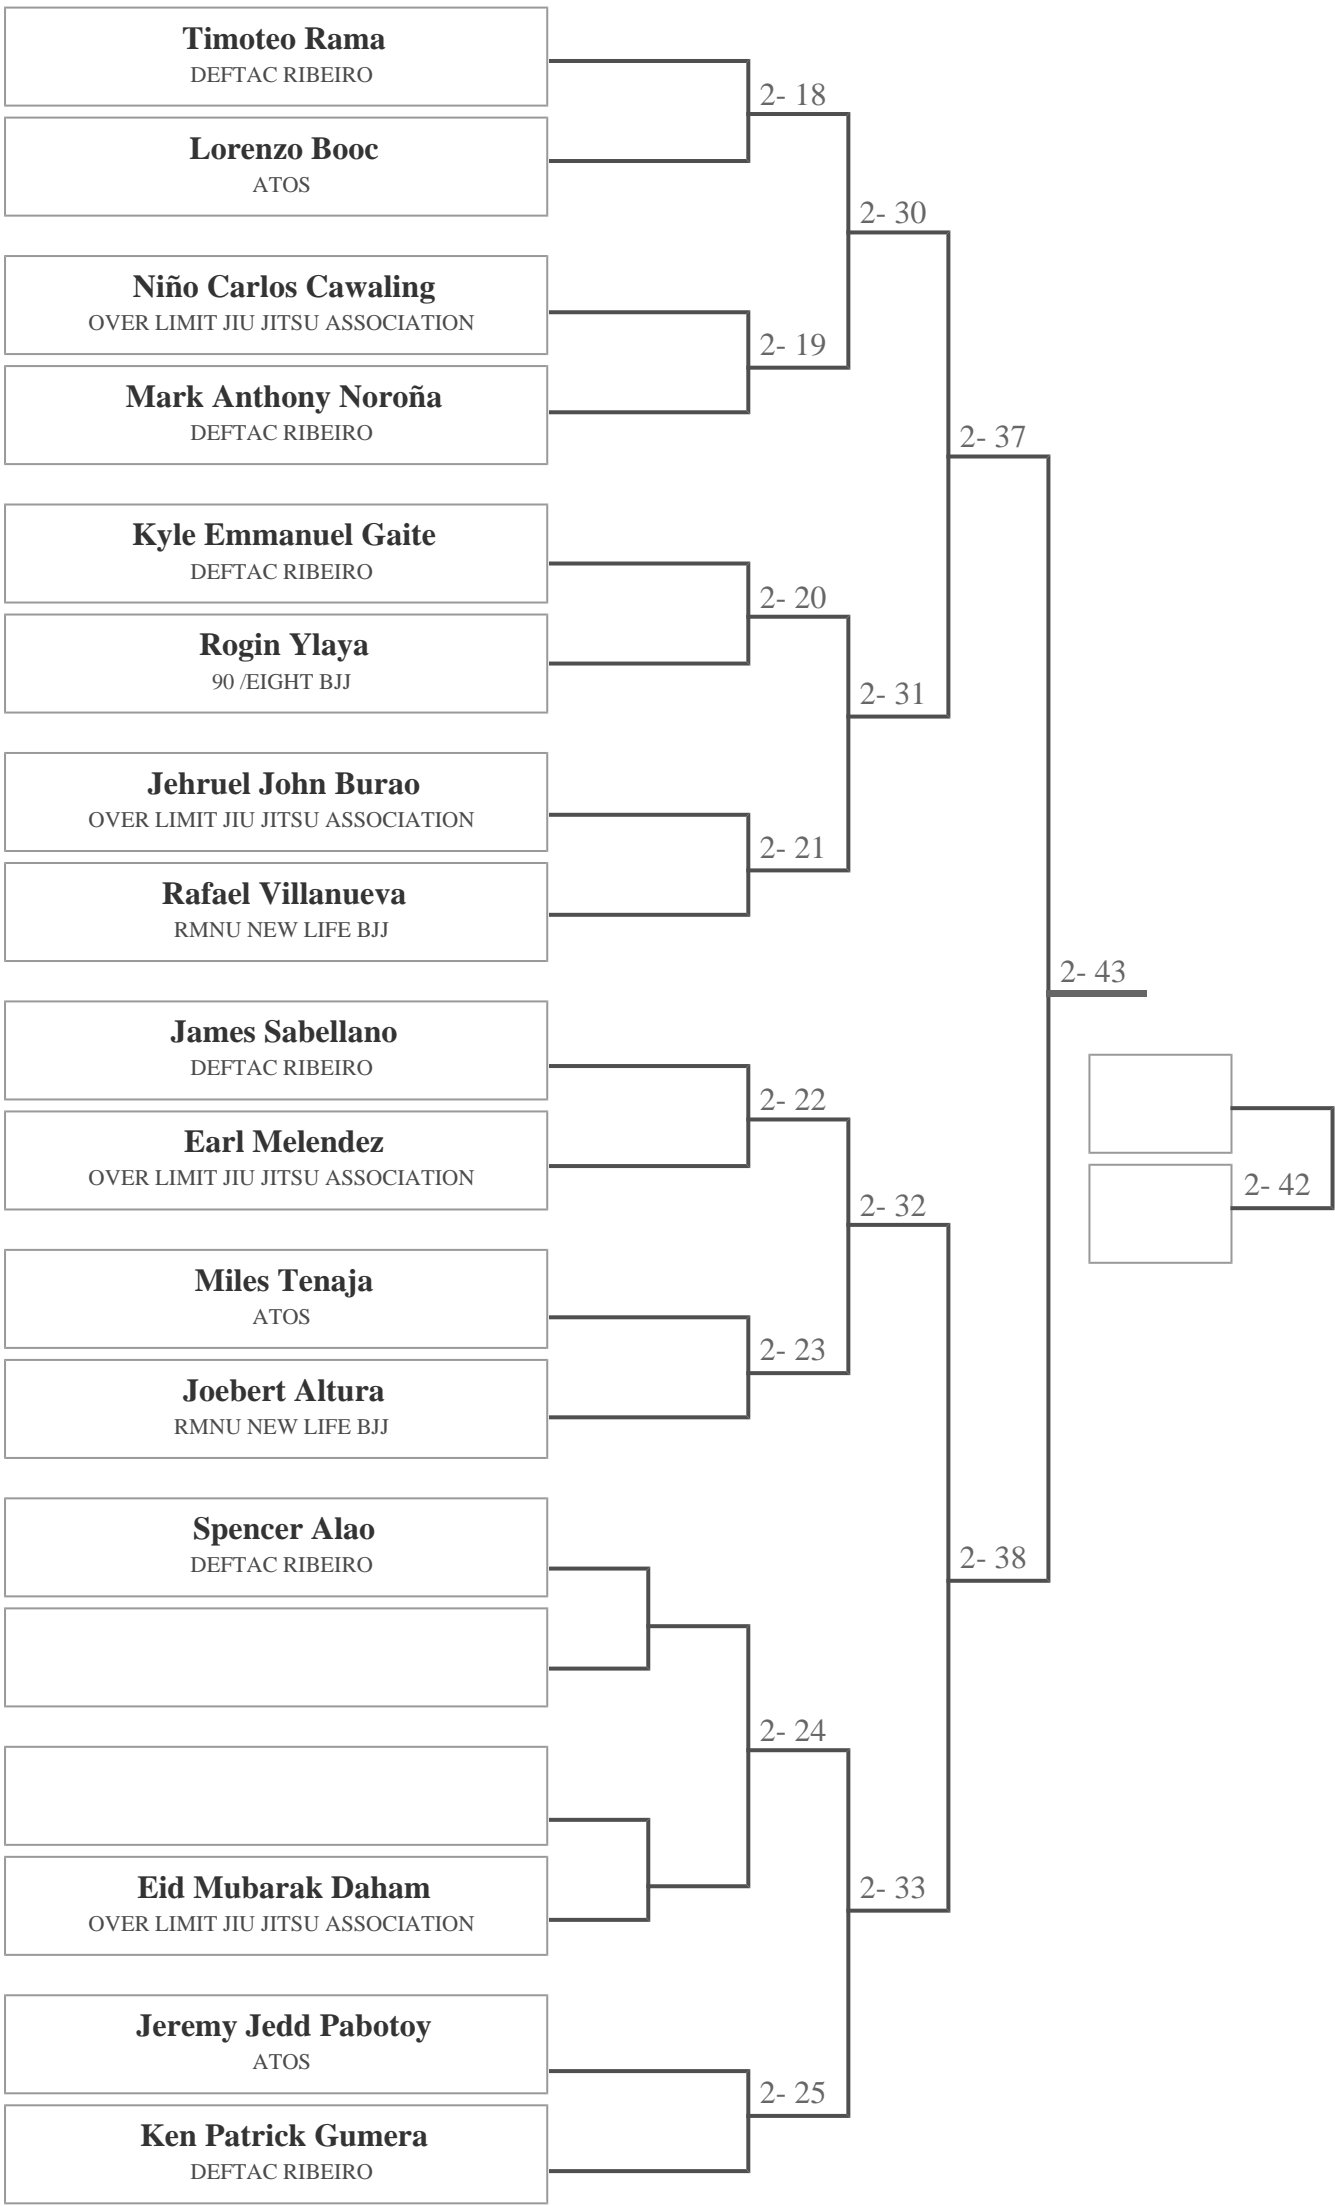 Timoteo Rama
DEFTAC RIBEIRO
2- 18
Lorenzo Booc
ATOS
2- 30
Niño Carlos Cawaling
OVER LIMIT JIU JITSU ASSOCIATION
2- 19
Mark Anthony Noroña
DEFTAC RIBEIRO
2- 37
Kyle Emmanuel Gaite
DEFTAC RIBEIRO
2- 20
Rogin Ylaya
90 /EIGHT BJJ
2- 31
Jehruel John Burao
OVER LIMIT JIU JITSU ASSOCIATION
2- 21
Rafael Villanueva
RMNU NEW LIFE BJJ
2- 43
James Sabellano
DEFTAC RIBEIRO
2- 22
Earl Melendez
OVER LIMIT JIU JITSU ASSOCIATION
2- 42
2- 32
Miles Tenaja
ATOS
2- 23
Joebert Altura
RMNU NEW LIFE BJJ
Spencer Alao
DEFTAC RIBEIRO
2- 38
2- 24
Eid Mubarak Daham
OVER LIMIT JIU JITSU ASSOCIATION
2- 33
Jeremy Jedd Pabotoy
ATOS
2- 25
Ken Patrick Gumera
DEFTAC RIBEIRO